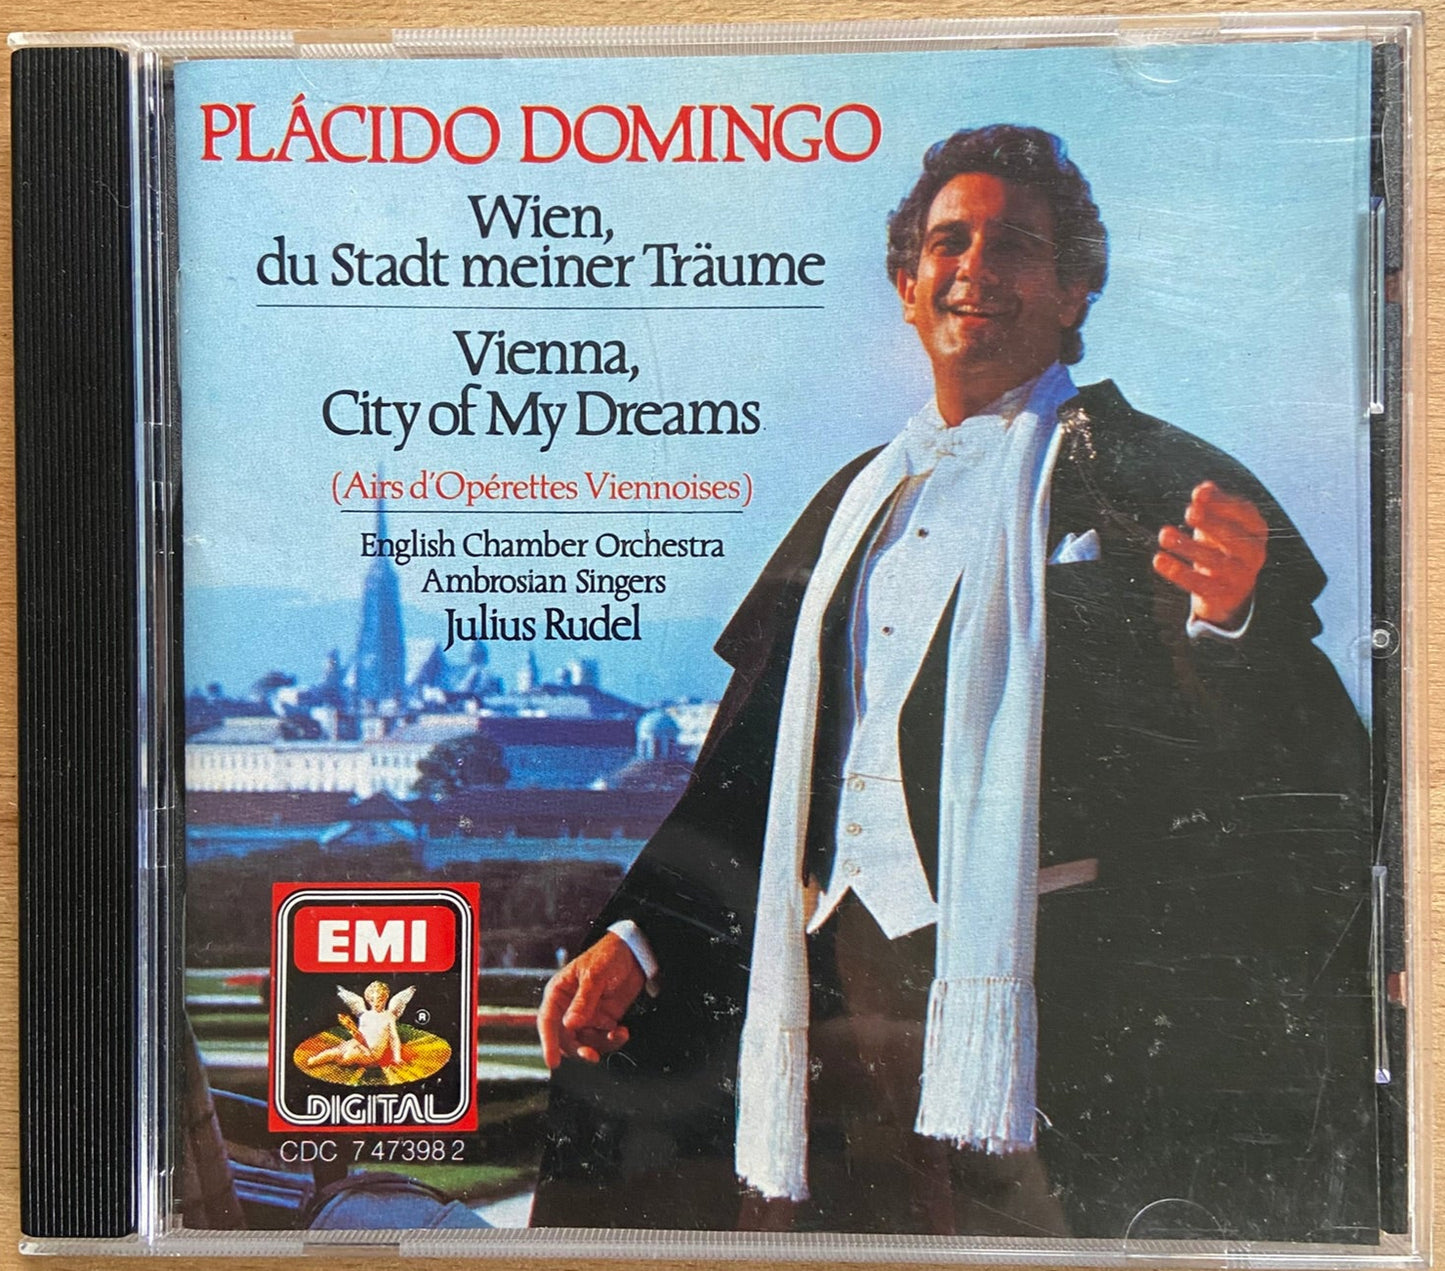 PLÁCIDO DOMINGO
Wien,
du Stadt meiner Träume
Vienna,
City of My Dreams
(Airs d'Opérettes Viennoises)
English Chamber Orchestra
Ambrosian Singers
Julius Rudel
EMI
®
DIGITAL
CDC 7 47398 2